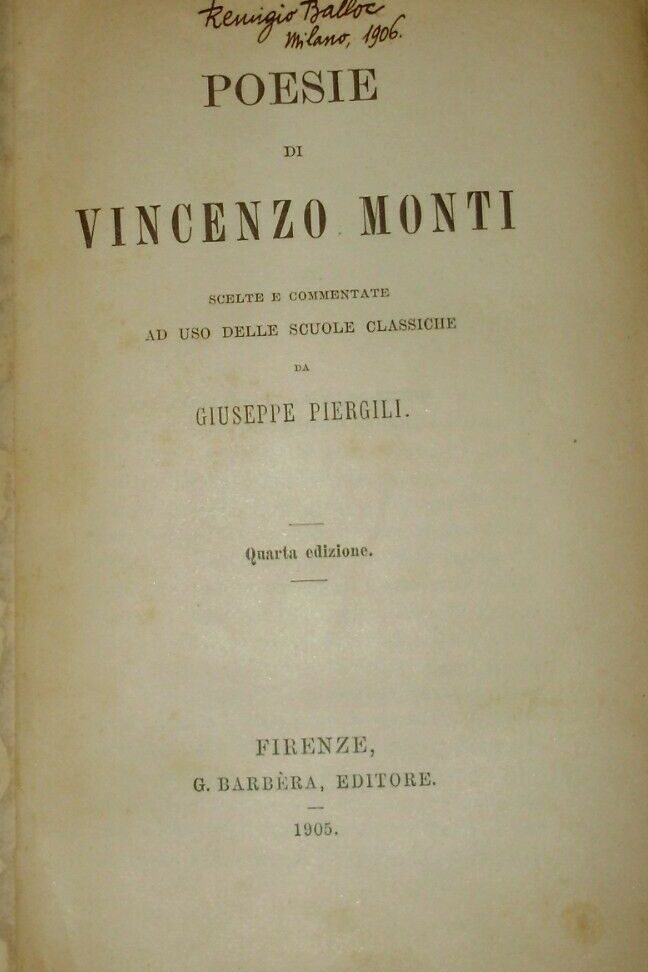 Remigio Balloc
Milano, 1906.
POESIE
DI
VINCENZO MONTI
SCELTE E COMMENTATE
AD USO DELLE SCUOLE CLASSICHE
DA
GIUSEPPE PIERGILI.
Quarta edizione.
FIRENZE,
G. BARBÈRA, EDITORE.
1905.